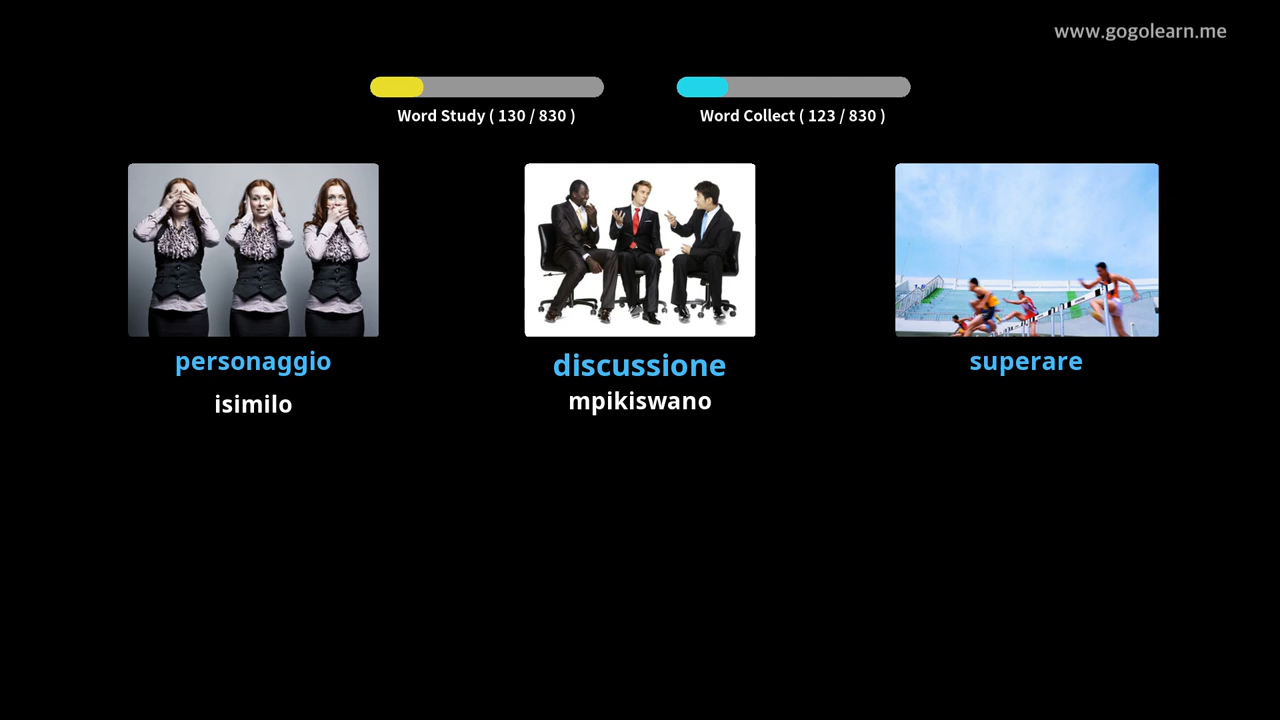 www.gogolearn.me
Word Study ( 130 / 830 )
Word Collect ( 123 / 830 )
personaggio
discussione
superare
isimilo
mpikiswano